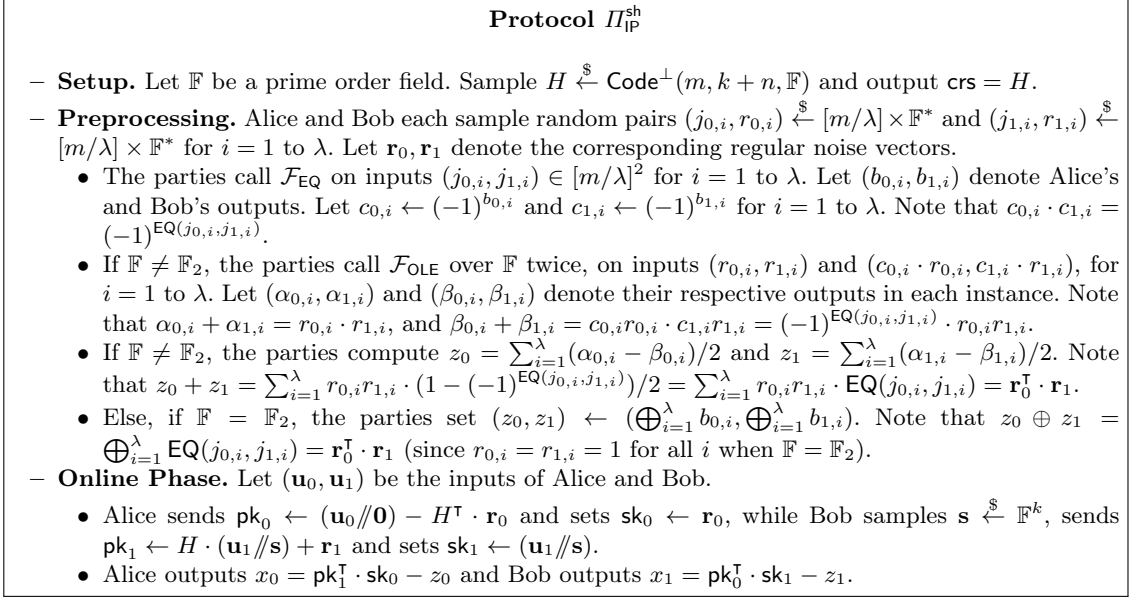 Protocol Π^sh_IP
– Setup. Let 𝔽 be a prime order field. Sample H ←$ Code^⊥(m, k + n, 𝔽) and output crs = H.
– Preprocessing. Alice and Bob each sample random pairs (j_{0,i}, r_{0,i}) ←$ [m/λ]×𝔽* and (j_{1,i}, r_{1,i}) ←$
[m/λ] × 𝔽* for i = 1 to λ. Let r_0, r_1 denote the corresponding regular noise vectors.
• The parties call F_EQ on inputs (j_{0,i}, j_{1,i}) ∈ [m/λ]^2 for i = 1 to λ. Let (b_{0,i}, b_{1,i}) denote Alice's
and Bob's outputs. Let c_{0,i} ← (−1)^{b_{0,i}} and c_{1,i} ← (−1)^{b_{1,i}} for i = 1 to λ. Note that c_{0,i} · c_{1,i} =
(−1)^{EQ(j_{0,i},j_{1,i})}.
• If 𝔽 ≠ 𝔽_2, the parties call F_OLE over 𝔽 twice, on inputs (r_{0,i}, r_{1,i}) and (c_{0,i} · r_{0,i}, c_{1,i} · r_{1,i}), for
i = 1 to λ. Let (α_{0,i}, α_{1,i}) and (β_{0,i}, β_{1,i}) denote their respective outputs in each instance. Note
that α_{0,i} + α_{1,i} = r_{0,i} · r_{1,i}, and β_{0,i} + β_{1,i} = c_{0,i}r_{0,i} · c_{1,i}r_{1,i} = (−1)^{EQ(j_{0,i},j_{1,i})} · r_{0,i}r_{1,i}.
• If 𝔽 ≠ 𝔽_2, the parties compute z_0 = ∑^λ_{i=1}(α_{0,i} − β_{0,i})/2 and z_1 = ∑^λ_{i=1}(α_{1,i} − β_{1,i})/2. Note
that z_0 + z_1 = ∑^λ_{i=1} r_{0,i}r_{1,i} · (1 − (−1)^{EQ(j_{0,i},j_{1,i})})/2 = ∑^λ_{i=1} r_{0,i}r_{1,i} · EQ(j_{0,i}, j_{1,i}) = r_0^⊺ · r_1.
• Else, if 𝔽 = 𝔽_2, the parties set (z_0, z_1) ← (⊕^λ_{i=1} b_{0,i}, ⊕^λ_{i=1} b_{1,i}). Note that z_0 ⊕ z_1 =
⊕^λ_{i=1} EQ(j_{0,i}, j_{1,i}) = r_0^⊺ · r_1 (since r_{0,i} = r_{1,i} = 1 for all i when 𝔽 = 𝔽_2).
– Online Phase. Let (u_0, u_1) be the inputs of Alice and Bob.
• Alice sends pk_0 ← (u_0//0) − H^⊺ · r_0 and sets sk_0 ← r_0, while Bob samples s ←$ 𝔽^k, sends
pk_1 ← H · (u_1//s) + r_1 and sets sk_1 ← (u_1//s).
• Alice outputs x_0 = pk_1^⊺ · sk_0 − z_0 and Bob outputs x_1 = pk_0^⊺ · sk_1 − z_1.